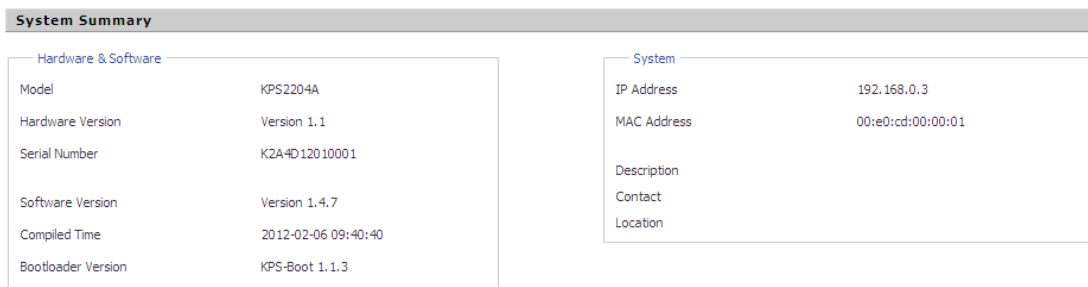 System Summary
Hardware & Software
Model KPS2204A
Hardware Version Version 1.1
Serial Number K2A4D12010001
Software Version Version 1.4.7
Compiled Time 2012-02-06 09:40:40
Bootloader Version KPS-Boot 1.1.3
System
IP Address 192.168.0.3
MAC Address 00:e0:cd:00:00:01
Description
Contact
Location